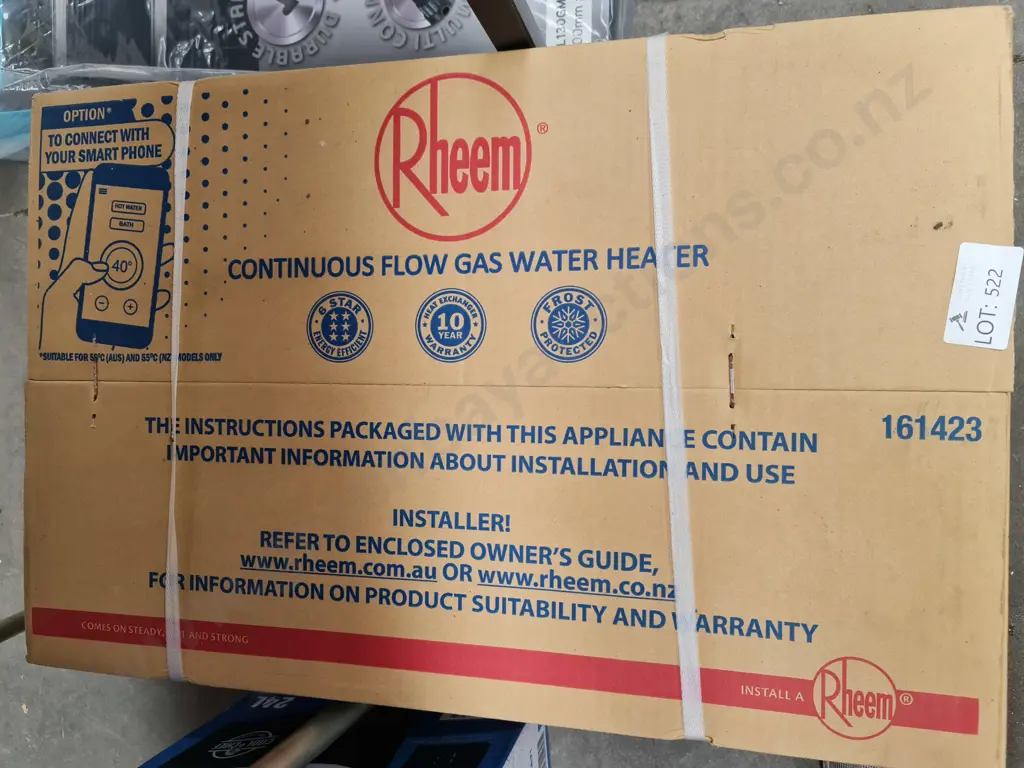 OPTION*
TO CONNECT WITH
YOUR SMART PHONE
HOT WATER
BATH
40°
*SUITABLE FOR 50°C (AUS) AND 55°C (NZ) MODELS ONLY
Rheem®
CONTINUOUS FLOW GAS WATER HEATER
6 STAR
ENERGY EFFICIENT
HEAT EXCHANGER
10
YEAR
WARRANTY
FROST
PROTECTED
LOT: 522
161423
THE INSTRUCTIONS PACKAGED WITH THIS APPLIANCE CONTAIN
IMPORTANT INFORMATION ABOUT INSTALLATION AND USE
INSTALLER!
REFER TO ENCLOSED OWNER'S GUIDE,
www.rheem.com.au OR www.rheem.co.nz
FOR INFORMATION ON PRODUCT SUITABILITY AND WARRANTY
COMES ON STEADY, HOT AND STRONG
INSTALL A Rheem®
DURABLE
MULTI
24L